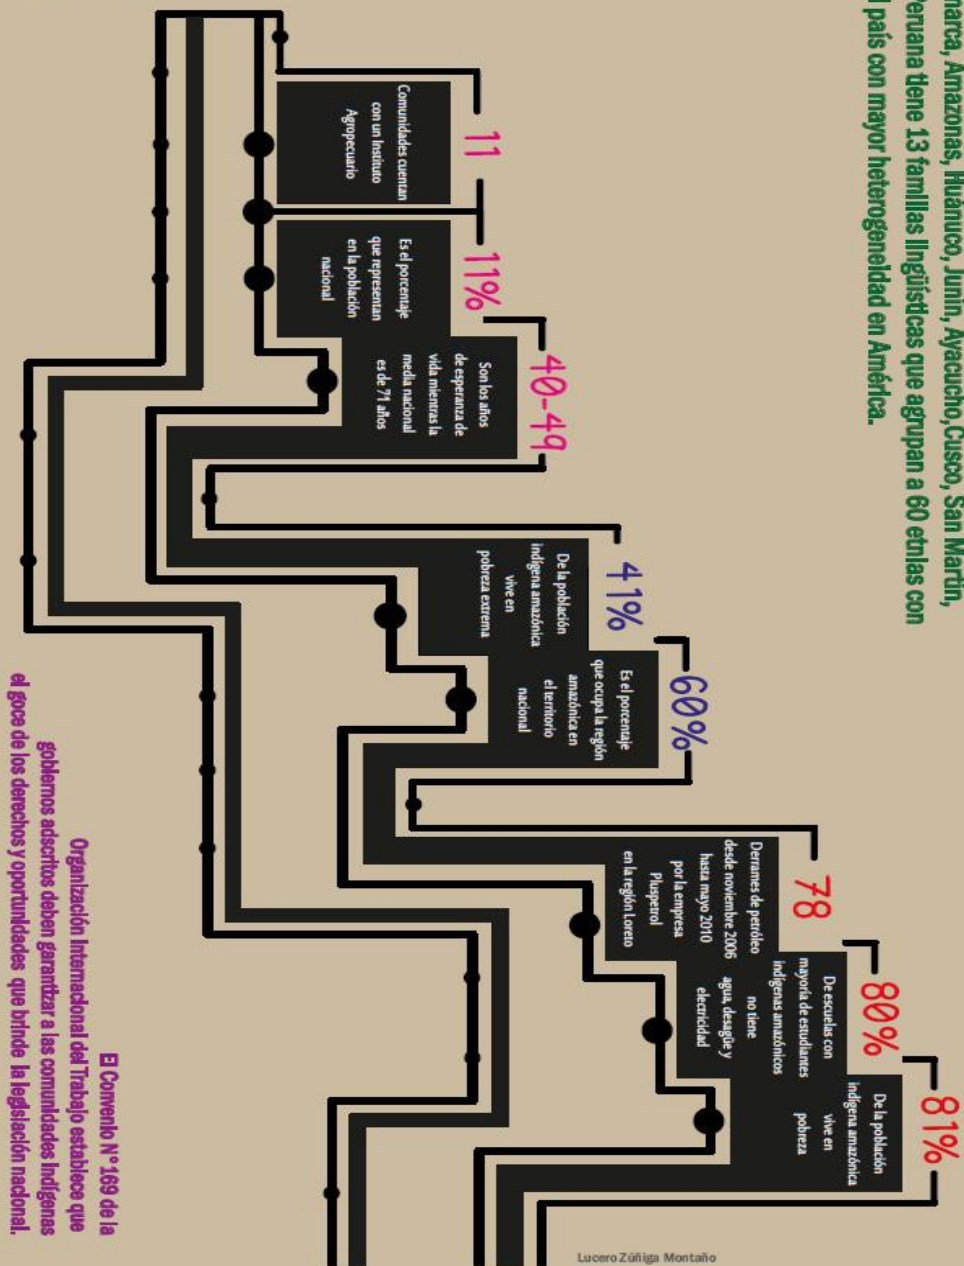 marca, Amazonas, Huánuco, Junín, Ayacucho,Cusco, San Martín,
Peruana tiene 13 familias lingüísticas que agrupan a 60 etnias con
l país con mayor heterogeneidad en América.
11
Comunidades cuentan
con un Instituto
Agropecuario
11%
Es el porcentaje
que representan
en la población
nacional
40-49
Son los años
de esperanza de
vida mientras la
media nacional
es de 71 años
41%
De la población
indígena amazónica
vive en
pobreza extrema
60%
Es el porcentaje
que ocupa la región
amazónica en
el territorio
nacional
78
Derrames de petróleo
desde noviembre 2006
hasta mayo 2010
por la empresa
Pluspetrol
en la región Loreto
80%
De escuelas con
mayoría de estudiantes
indígenas amazónicos
no tiene
agua, desagüe y
electricidad
81%
De la población
indígena amazónica
vive en
pobreza
El Convenio N° 169 de la
Organización Internacional del Trabajo establece que
gobiernos adscritos deben garantizar a las comunidades indígenas
el goce de los derechos y oportunidades que brinde la legislación nacional.
Lucero Zúñiga Montaño